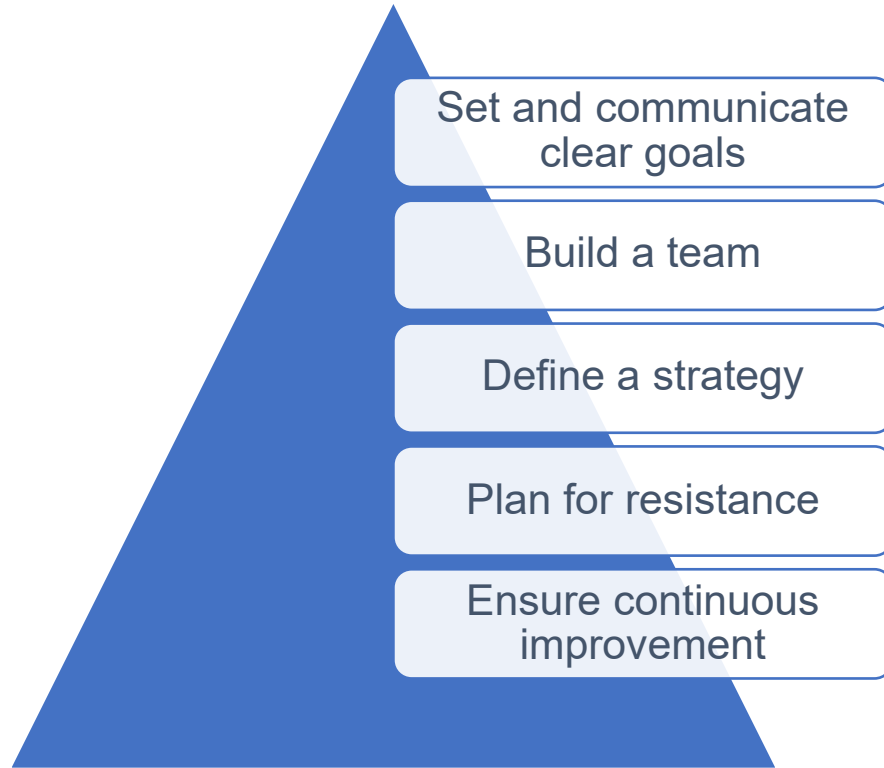 Set and communicate
clear goals
Build a team
Define a strategy
Plan for resistance
Ensure continuous
improvement